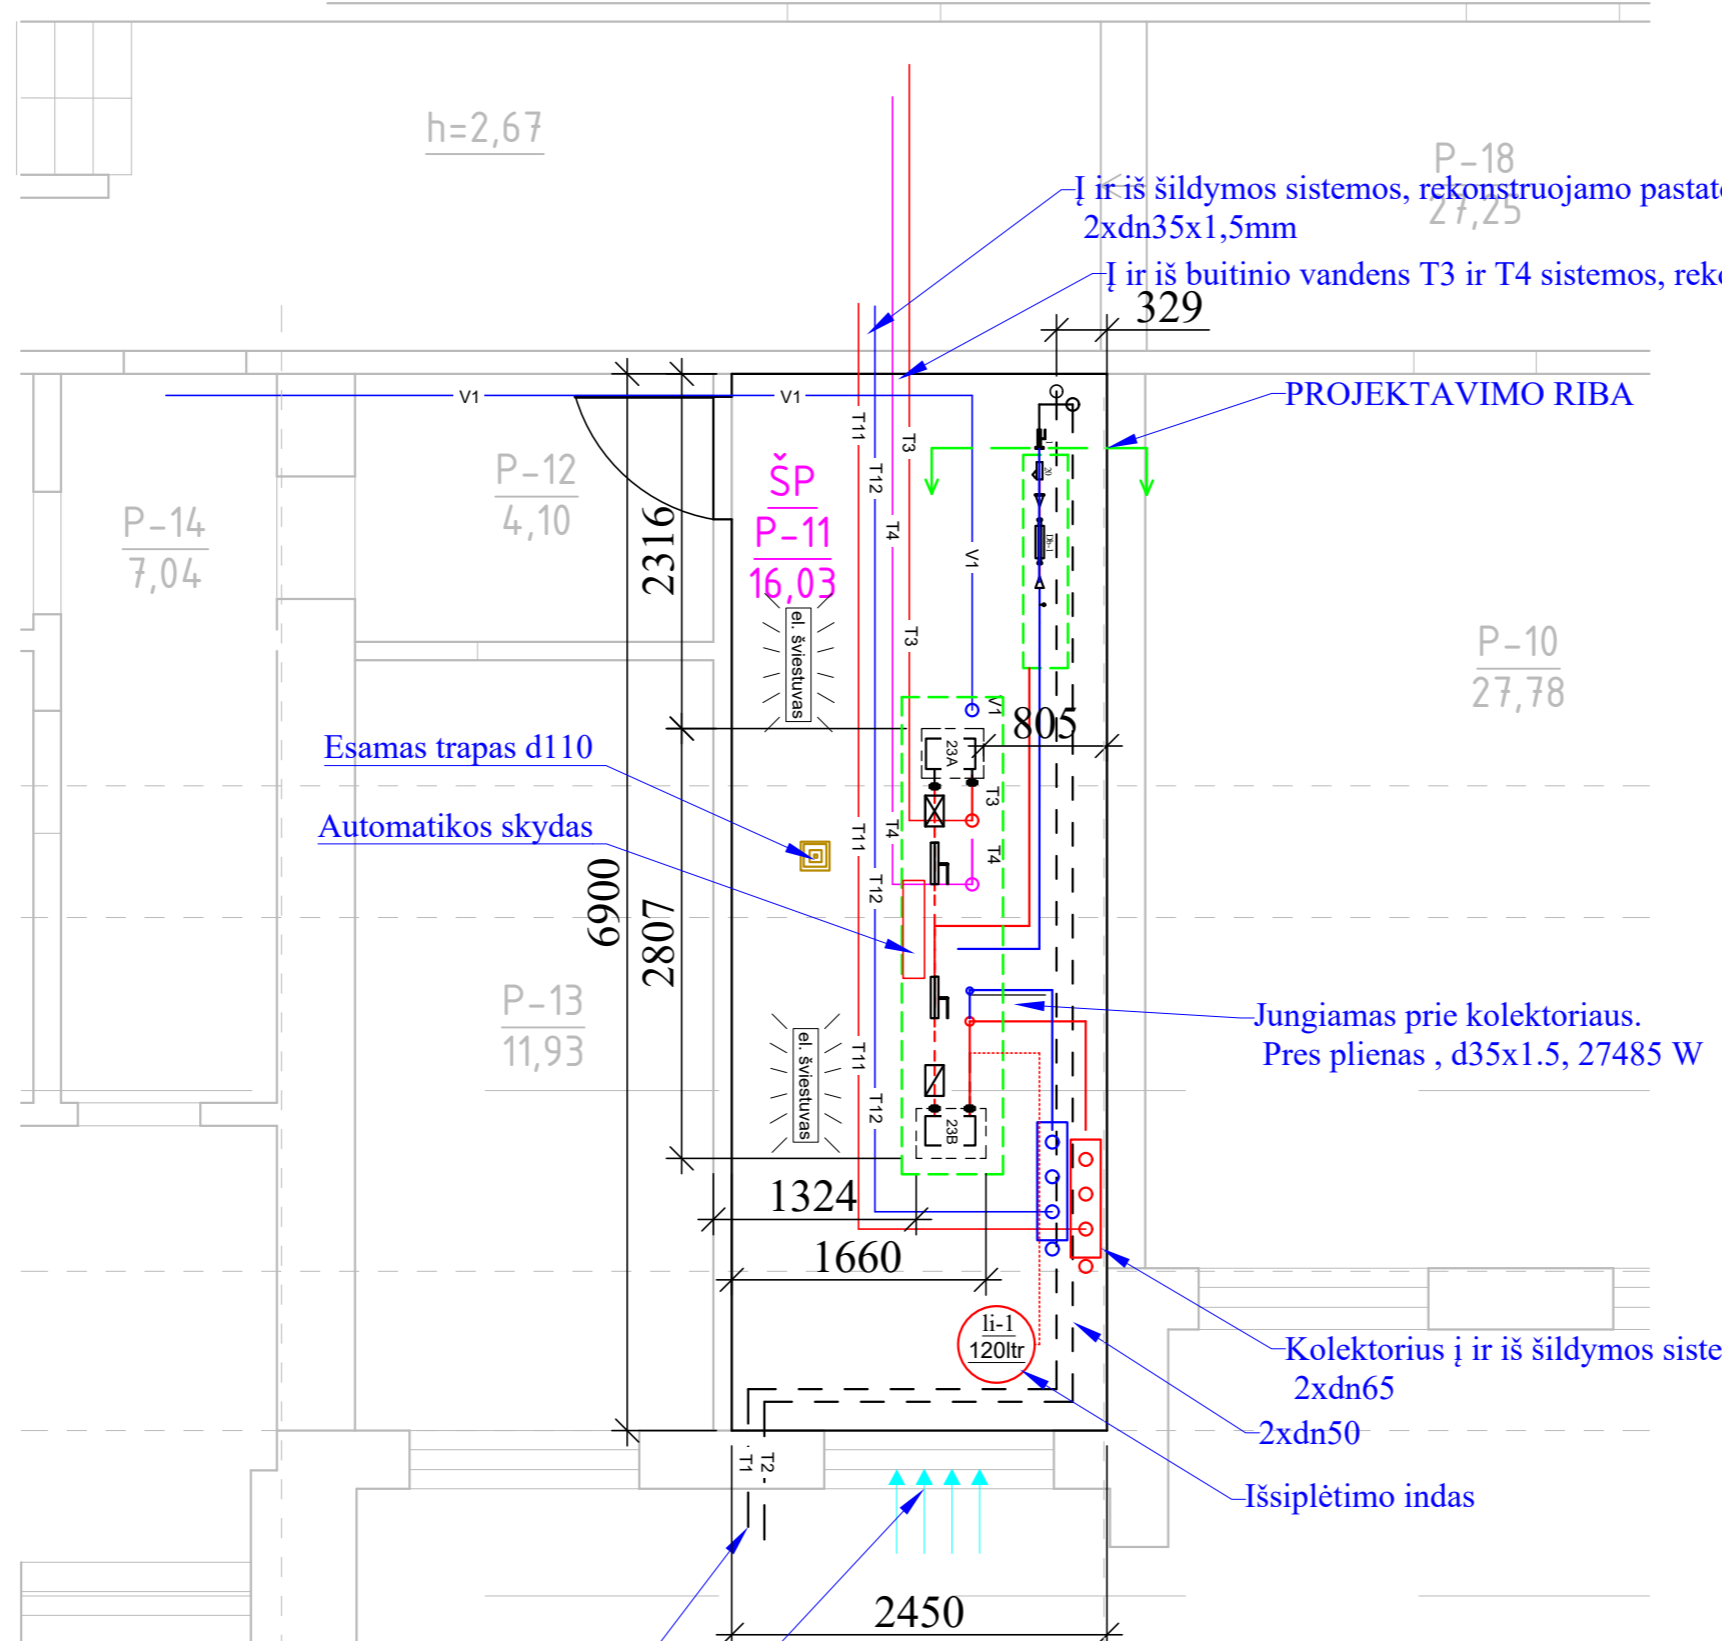 h=2,67
P-18
27,25
Į ir iš šildymos sistemos, rekonstruojamo
2xdn35x1,5mm
Į ir iš buitinio vandens T3 ir T4 sistemos,
329
PROJEKTAVIMO RIBA
V1
V1
T11
T3
T12
T4
V1
P-12
4,10
P-14
7,04
ŠP
P-11
16,03
2316
T3
el. šviestuvas
P-10
27,78
V1
805
23A
Esamas trapas d110
T3
Automatikos skydas
T11
T4
T4
T12
6900
2807
P-13
11,93
Jungiamas prie kolektoriaus.
Pres plienas , d35x1.5, 27485 W
el. šviestuvas
T11
T12
23B
1324
1660
li-1
120ltr
Kolektorius į ir iš šildymos
2xdn65
2xdn50
T1
T2
Išsiplėtimo indas
2450